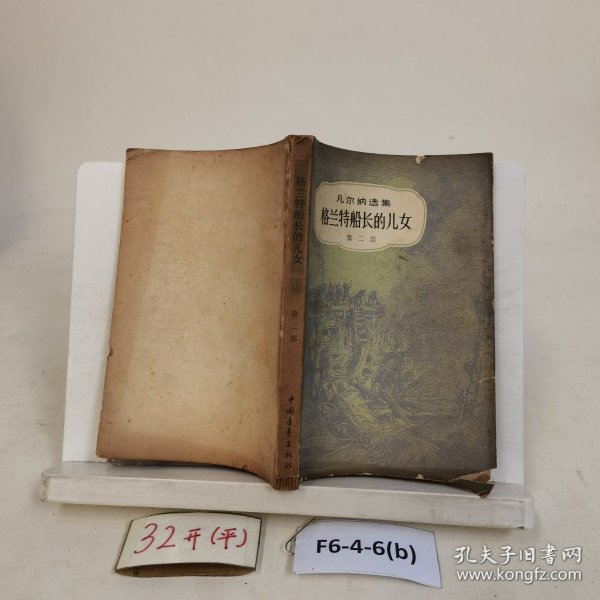 凡尔纳选集
格兰特船长的儿女
第二部
格兰特船长的儿女
第二部
中国青年出版社
32开(平)
F6-4-6(b)
孔夫子旧书网
www.kongfz.com